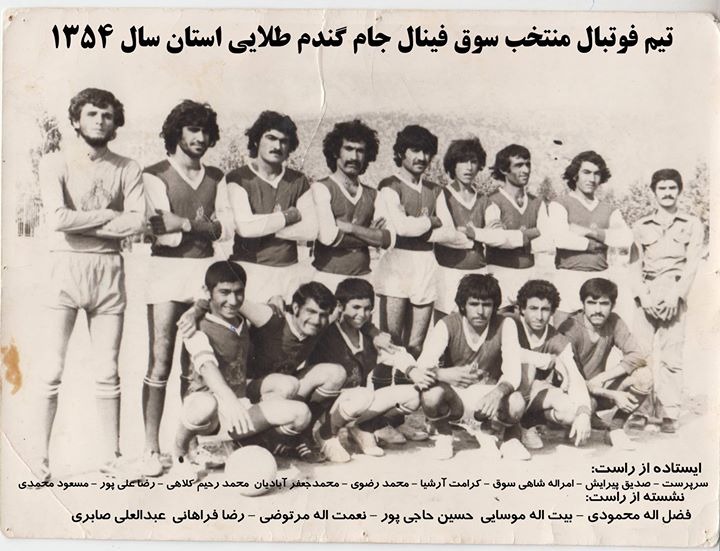 تیم فوتبال منتخب سوق فینال جام گندم طلایی استان سال ۱۳۵۴
ایستاده از راست:
سرپرست - صدیق پیرایش - امراله شاهی سوق - کرامت آرشیا - محمد رضوی - محمدجعفر آبادیان محمد رحیم کلاهی - رضا علی پور - مسعود محمدی
نشسته از راست:
فضل اله محمودی - بیت اله موسایی حسین حاجی پور - نعمت اله مرتوضی - رضا فراهانی عبدالعلی صابری